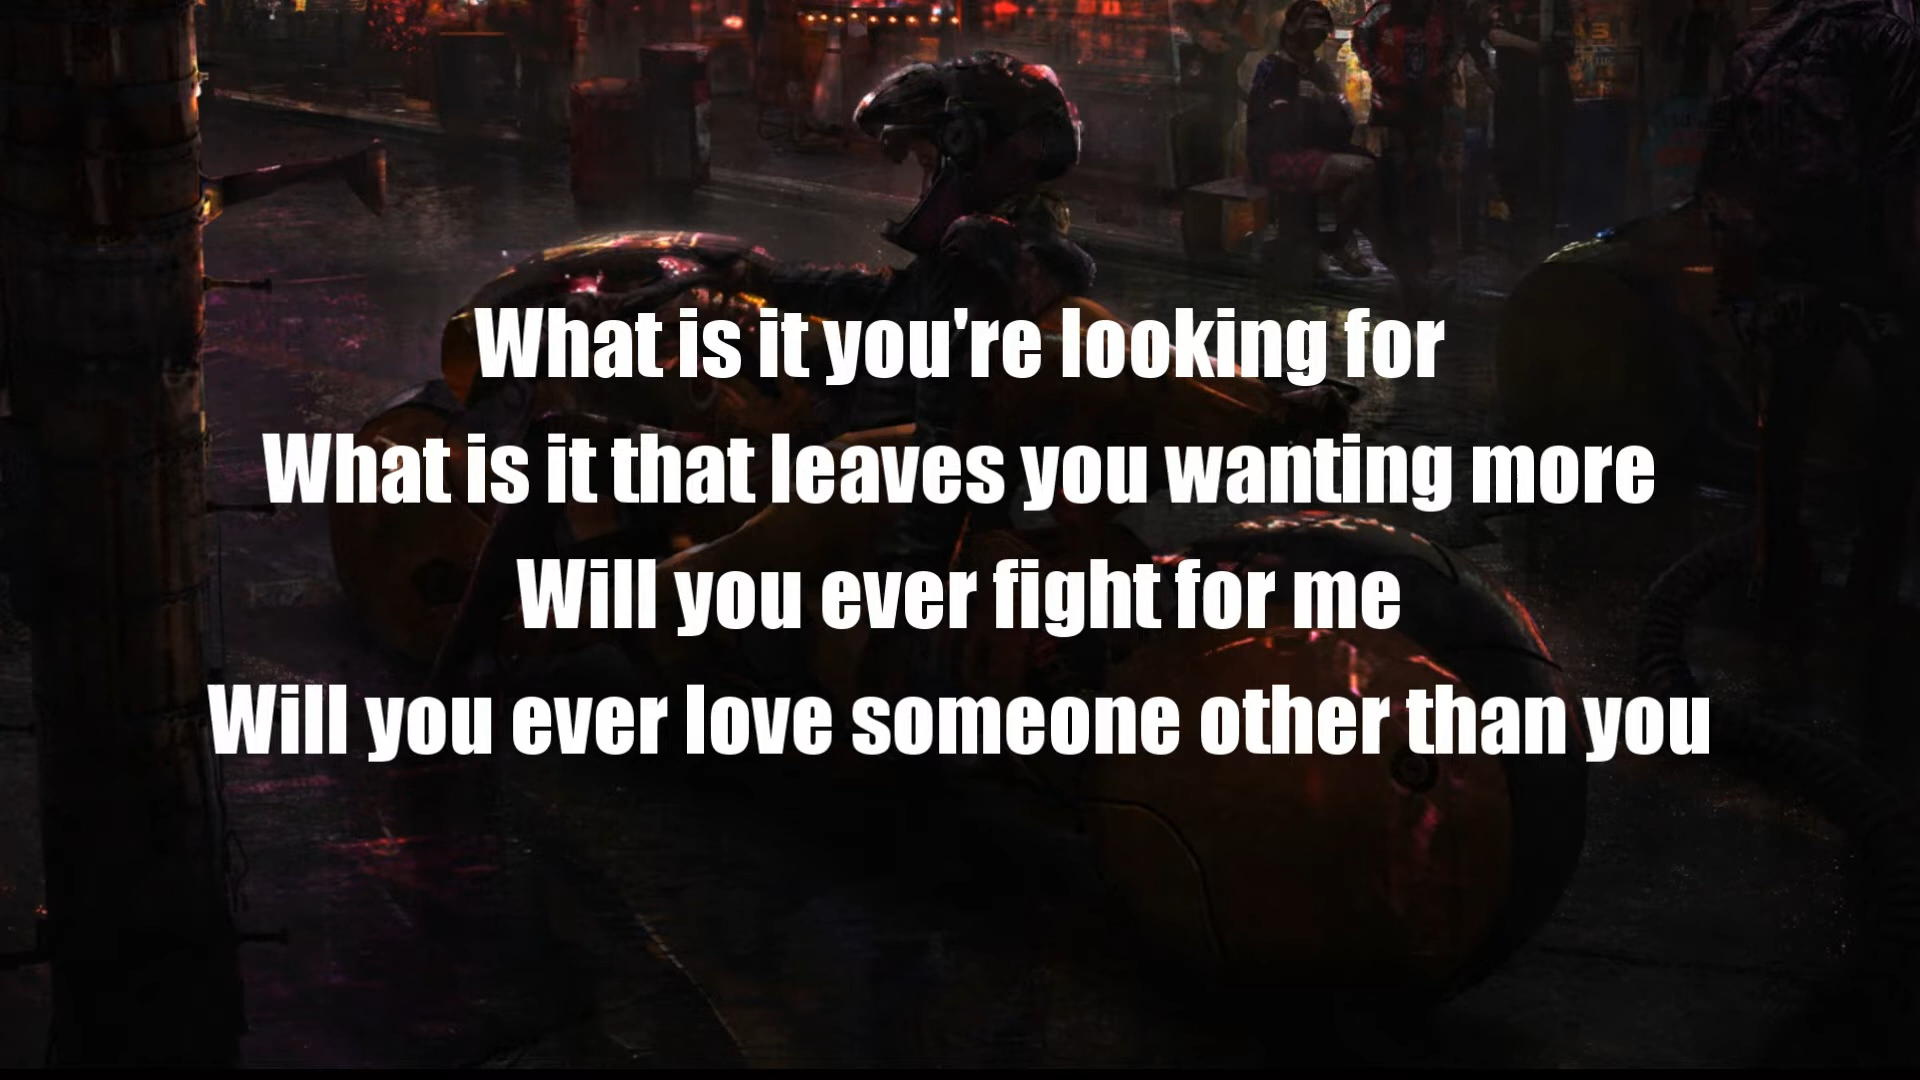 What is it you're looking for
What is it that leaves you wanting more
Will you ever fight for me
Will you ever love someone other than you